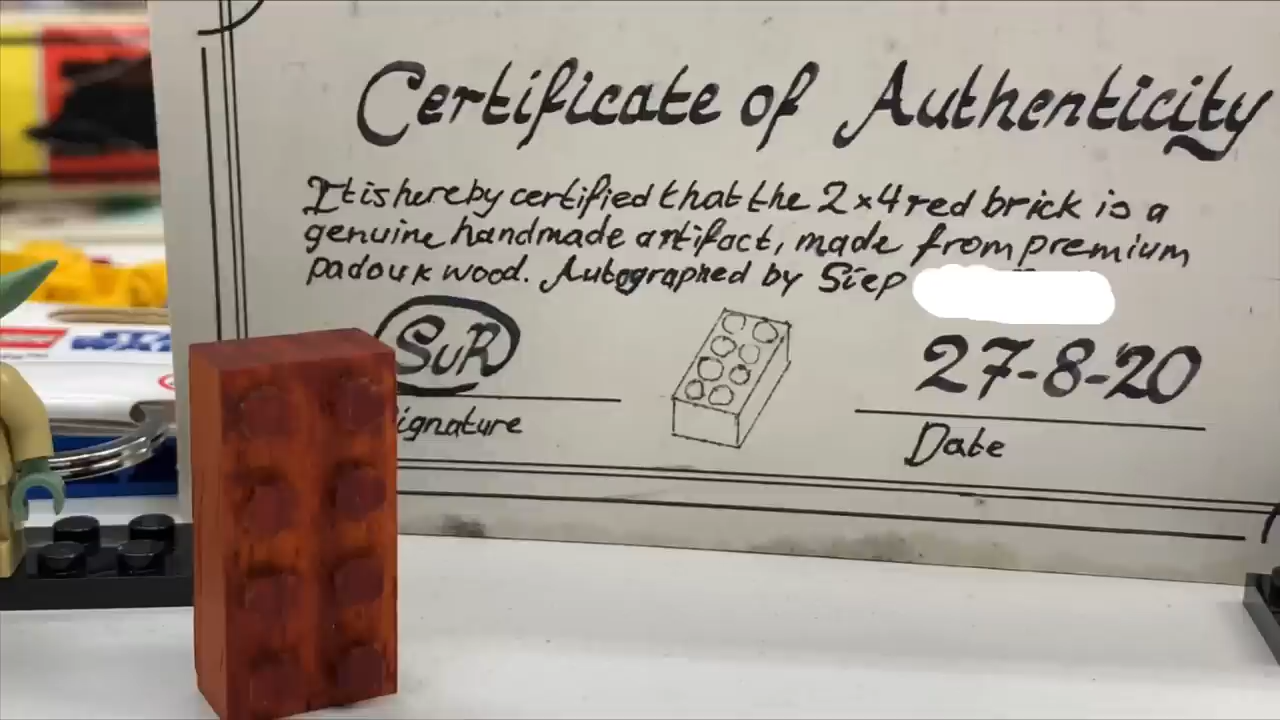 Certificate of Authenticity
It is hereby certified that the 2x4 red brick is a
genuine handmade artifact, made from premium
padouk wood. Autographed by Siep
SuR
27-8-'20
ignature
Date